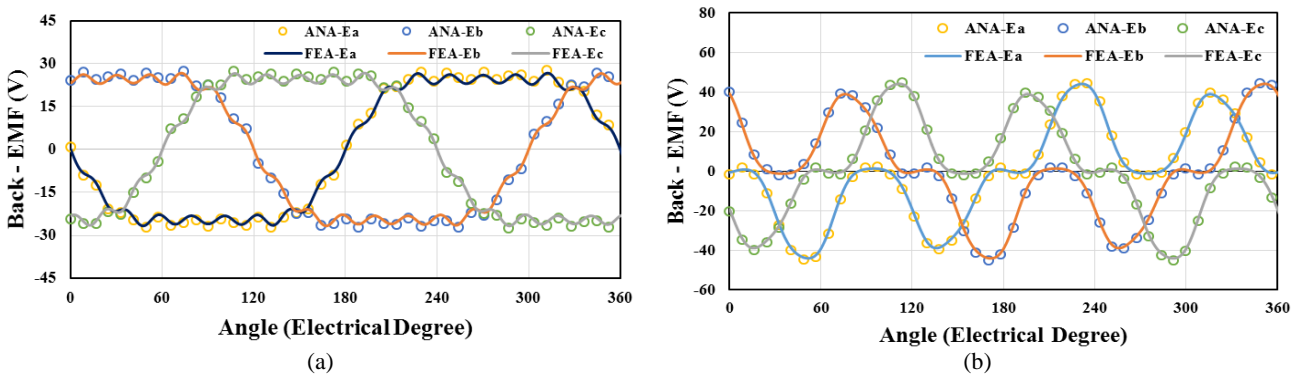 45
30
15
0
-15
-30
-45
Back - EMF (V)
ANA-Ea ANA-Eb ANA-Ec
FEA-Ea FEA-Eb FEA-Ec
0 60 120 180 240 300 360
Angle (Electrical Degree)
(a)
80
60
40
20
0
-20
-40
-60
Back - EMF (V)
ANA-Ea ANA-Eb ANA-Ec
FEA-Ea FEA-Eb FEA-Ec
0 60 120 180 240 300 360
Angle (Electrical Degree)
(b)